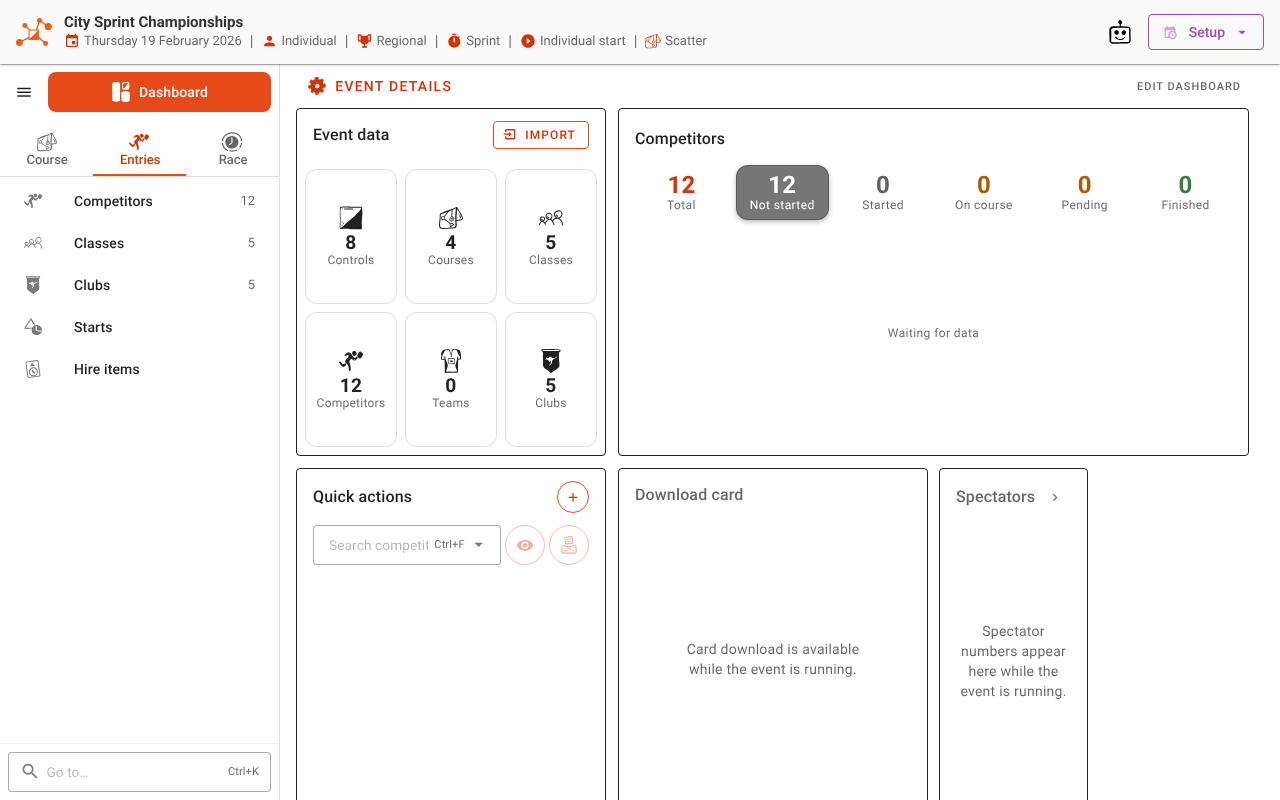 City Sprint Championships
Thursday 19 February 2026 | Individual | Regional | Sprint | Individual start | Scatter
Setup
Dashboard
EVENT DETAILS
EDIT DASHBOARD
Course
Entries
Race
Competitors 12
Classes 5
Clubs 5
Starts
Hire items
Event data
IMPORT
8
Controls
4
Courses
5
Classes
12
Competitors
0
Teams
5
Clubs
Competitors
12
Total
12
Not started
0
Started
0
On course
0
Pending
0
Finished
Waiting for data
Quick actions
Search competit Ctrl+F
Download card
Card download is available
while the event is running.
Spectators
Spectator
numbers appear
here while the
event is running.
Go to... Ctrl+K